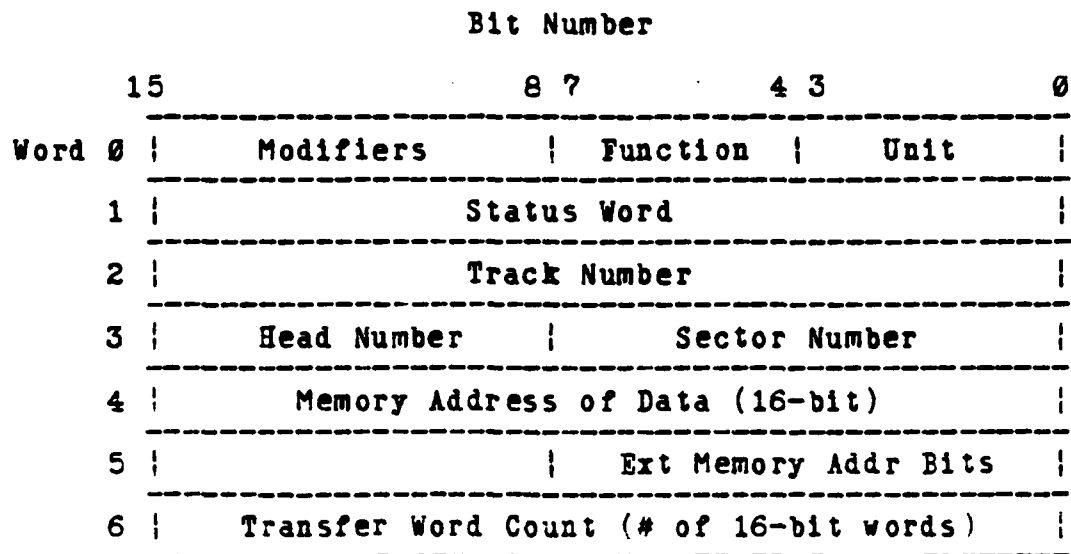 Bit Number
15 8 7 4 3 0
Word 0 | Modifiers | Function | Unit |
1 | Status Word |
2 | Track Number |
3 | Head Number | Sector Number |
4 | Memory Address of Data (16-bit) |
5 | | Ext Memory Addr Bits |
6 | Transfer Word Count (# of 16-bit words) |